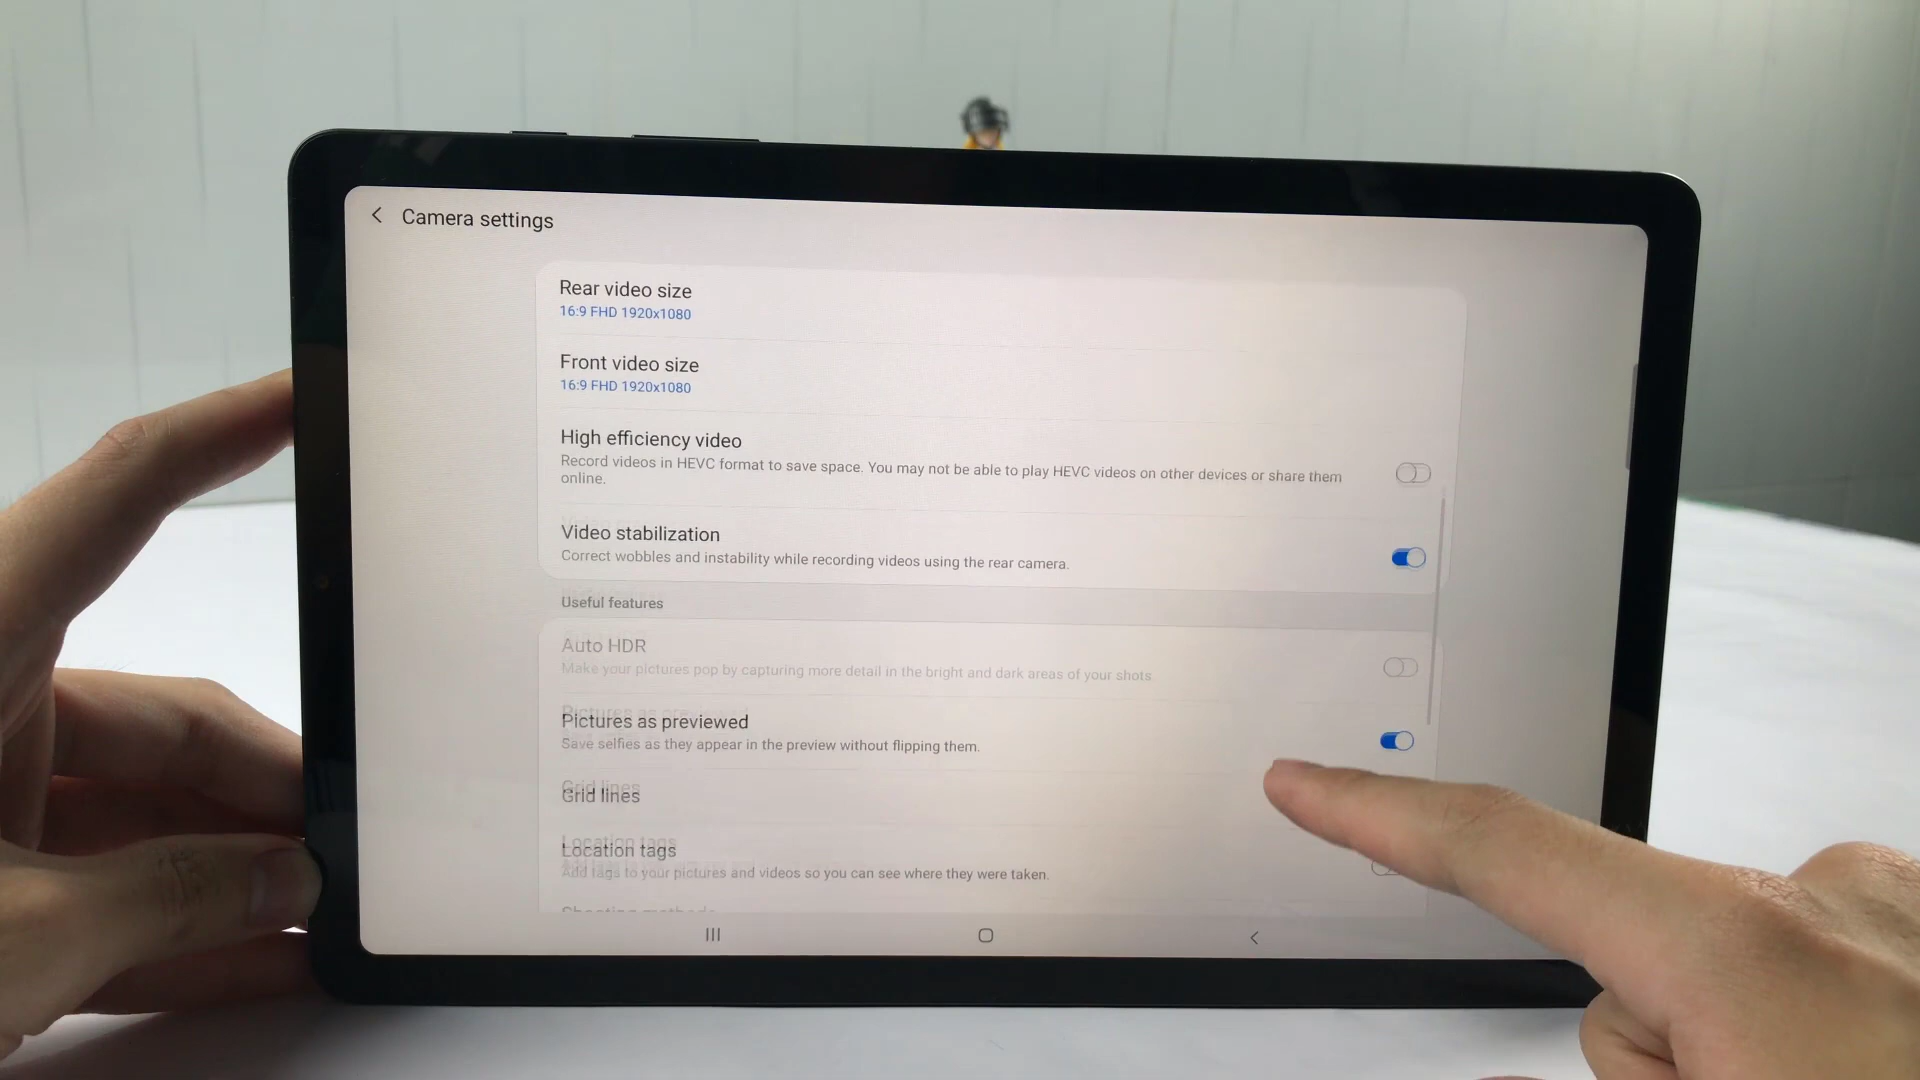 Camera settings
Rear video size
16:9 FHD 1920x1080
Front video size
16:9 FHD 1920x1080
High efficiency video
Record videos in HEVC format to save space. You may not be able to play HEVC videos on other devices or share them
online.
Video stabilization
Correct wobbles and instability while recording videos using the rear camera.
Useful features
Auto HDR
Make your pictures pop by capturing more detail in the bright and dark areas of your shots
Pictures as previewed
Save selfies as they appear in the preview without flipping them.
Grid lines
Location tags
Add tags to your pictures and videos so you can see where they were taken.